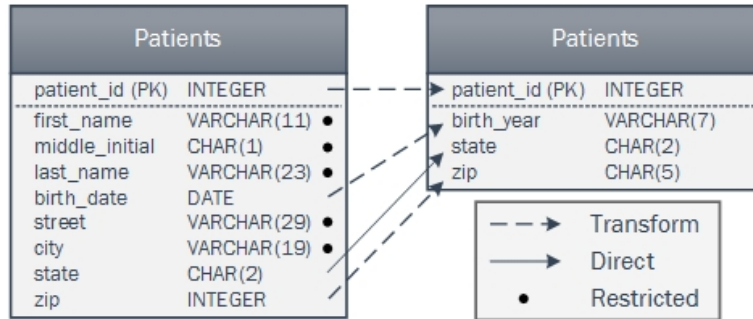 Patients
patient_id (PK) INTEGER
first_name VARCHAR(11)
middle_initial CHAR(1)
last_name VARCHAR(23)
birth_date DATE
street VARCHAR(29)
city VARCHAR(19)
state CHAR(2)
zip INTEGER
Patients
patient_id (PK) INTEGER
birth_year VARCHAR(7)
state CHAR(2)
zip CHAR(5)
Transform
Direct
Restricted